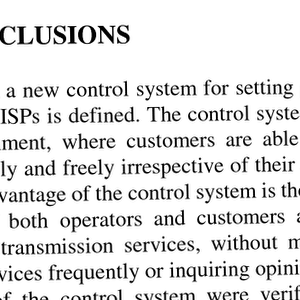 CLUSIONS
a new control system for setting
ISPs is defined. The control syste
nment, where customers are able
ly and freely irrespective of their
vantage of the control system is the
both operators and customers a
transmission services, without m
vices frequently or inquiring opini
of the control system were verif